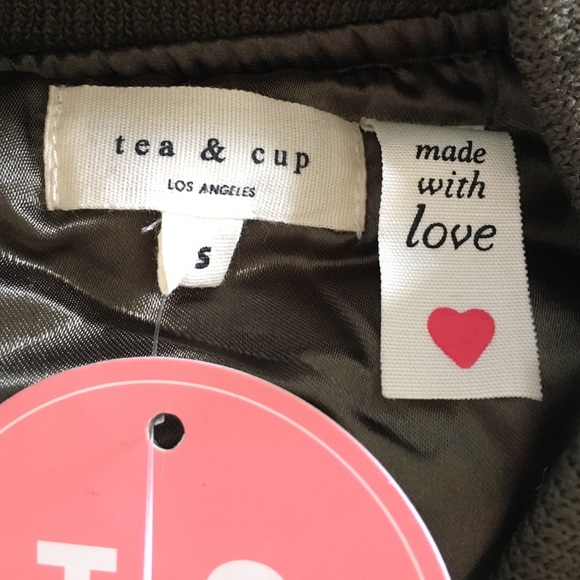 tea & cup
LOS ANGELES
S
made
with
love